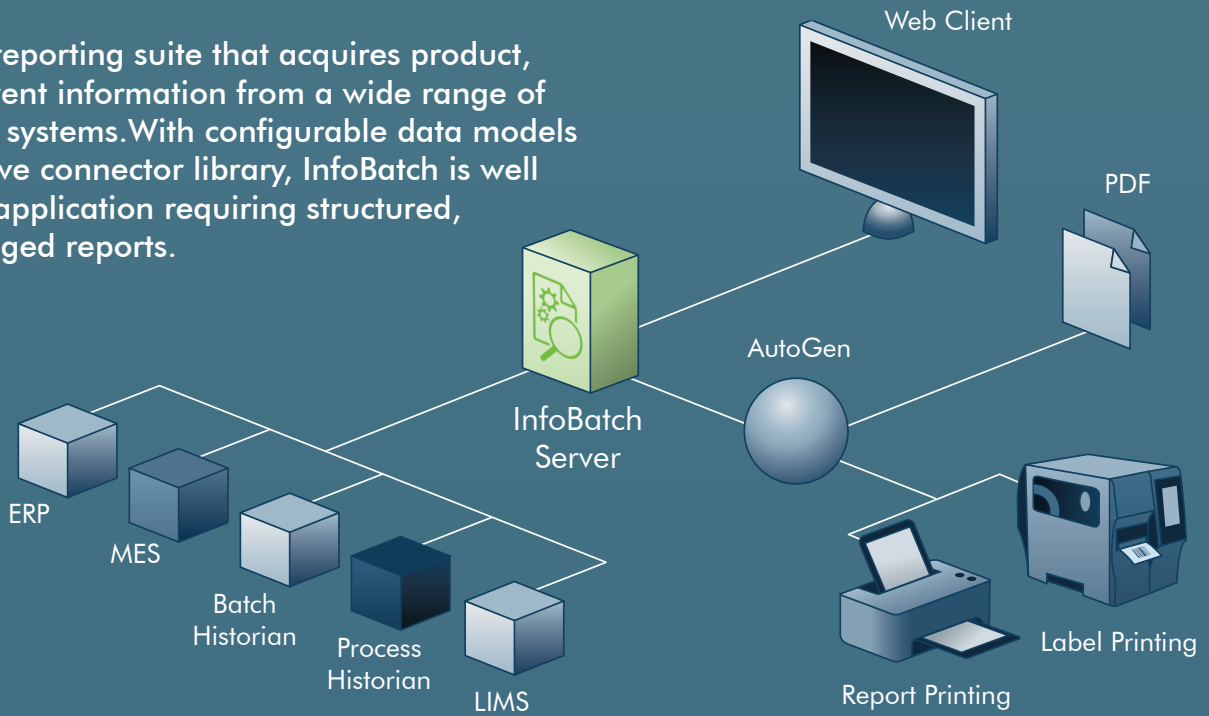 reporting suite that acquires product,
ent information from a wide range of
systems.With configurable data models
ve connector library, InfoBatch is well
application requiring structured,
ged reports.
Web Client
PDF
AutoGen
InfoBatch
Server
ERP
MES
Batch
Historian
Process
Historian
LIMS
Label Printing
Report Printing